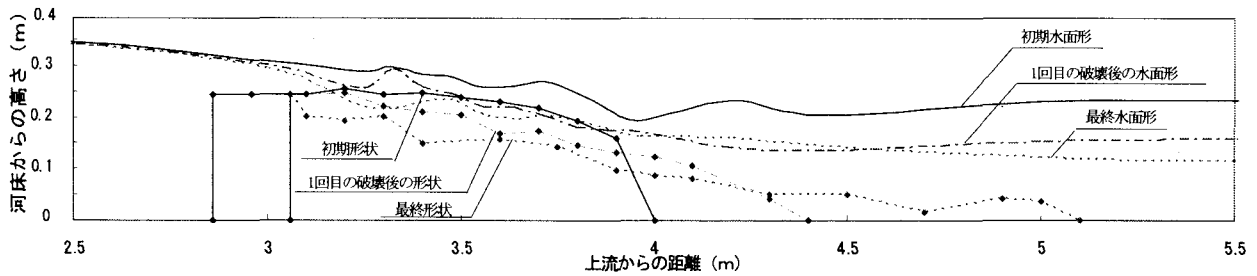 河床からの高さ (m)
0.4
0.3
0.2
0.1
0
初期水面形
1回目の破壊後の水面形
最終水面形
初期形状
1回目の破壊後の形状
最終形状
2.5 3 3.5 4 4.5 5 5.5
上流からの距離 (m)